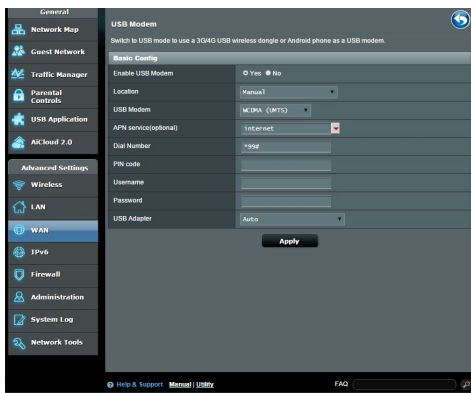 General
Network Map
Guest Network
Traffic Manager
Parental
Controls
USB Application
AiCloud 2.0
Advanced Settings
Wireless
LAN
WAN
IPv6
Firewall
Administration
System Log
Network Tools
USB Modem
Switch to USB mode to use a 3G/4G USB wireless dongle or Android phone as a USB modem.
Basic Config
Enable USB Modem Yes No
Location Manual
USB Modem WCDMA (UMTS)
APN service(optional) internet
Dial Number *99#
PIN code
Username
Password
USB Adapter Auto
Apply
Help & Support Manual | Utility FAQ